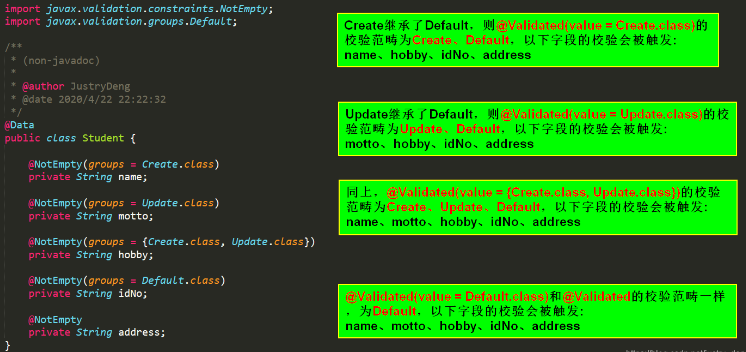 import javax.validation.constraints.NotEmpty;
import javax.validation.groups.Default;
/**
 * (non-javadoc)
 *
 * @author JustryDeng
 * @date 2020/4/22 22:22:32
 */
@Data
public class Student {
@NotEmpty(groups = Create.class)
private String name;
@NotEmpty(groups = Update.class)
private String motto;
@NotEmpty(groups = {Create.class, Update.class})
private String hobby;
@NotEmpty(groups = Default.class)
private String idNo;
@NotEmpty
private String address;
}
Create继承了Default，则@Validated(value = Create.class)的
校验范畴为Create、Default，以下字段的校验会被触发:
name、hobby、idNo、address
Update继承了Default，则@Validated(value = Update.class)的校
验范畴为Update、Default，以下字段的校验会被触发:
motto、hobby、idNo、address
同上，@Validated(value = {Create.class, Update.class})的校验
范畴为Create、Update、Default，以下字段的校验会被触发:
name、motto、hobby、idNo、address
@Validated(value = Default.class)和@Validated的校验范畴一样
，为Default，以下字段的校验会被触发:
name、motto、hobby、idNo、address